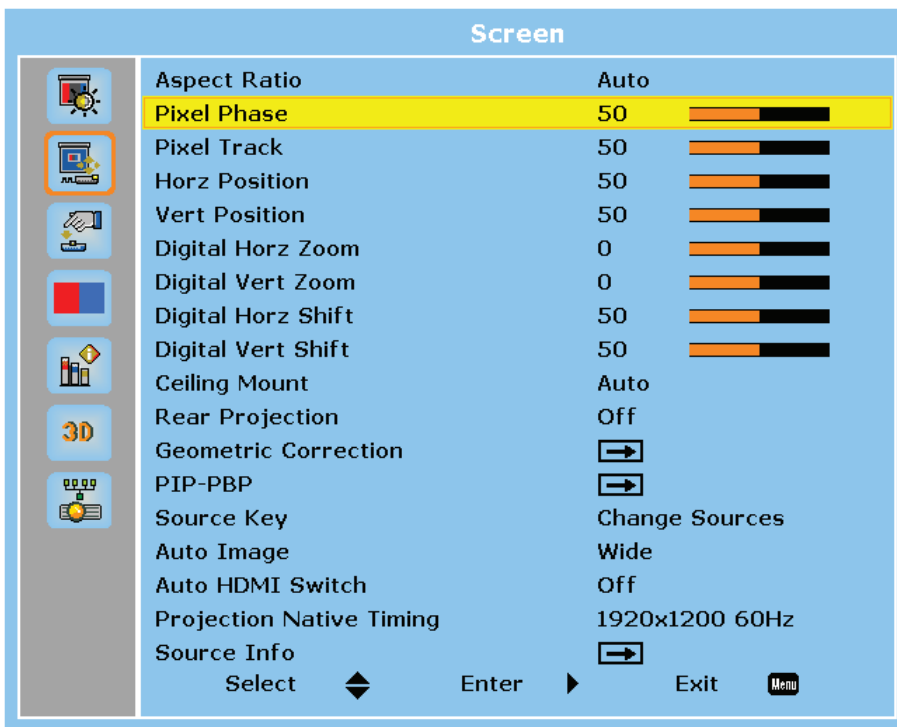 Screen
Aspect Ratio Auto
Pixel Phase 50
Pixel Track 50
Horz Position 50
Vert Position 50
Digital Horz Zoom 0
Digital Vert Zoom 0
Digital Horz Shift 50
Digital Vert Shift 50
Ceiling Mount Auto
Rear Projection Off
3D
Geometric Correction
PIP-PBP
Source Key Change Sources
Auto Image Wide
Auto HDMI Switch Off
Projection Native Timing 1920x1200 60Hz
Source Info
Select Enter Exit Menu